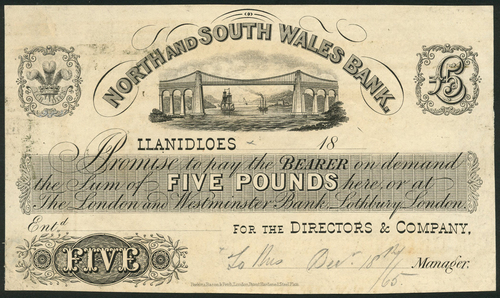 NORTH AND SOUTH WALES BANK.
£5
LLANIDLOES 18
Promise to pay the BEARER on demand
the Sum of FIVE POUNDS here, or at
The London and Westminster Bank, Lothbury, London.
Entd
FOR THE DIRECTORS & COMPANY,
FIVE
Manager.